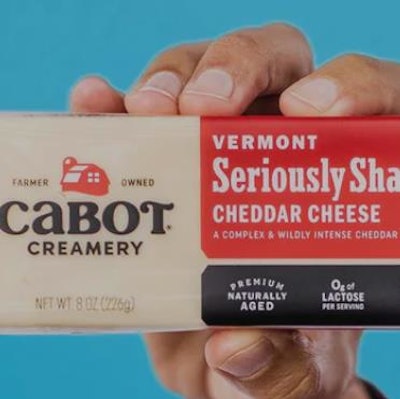 FARMER OWNED
CABOT
CREAMERY
NET WT 8 OZ (226g)
VERMONT
Seriously Sha
CHEDDAR CHEESE
A COMPLEX & WILDLY INTENSE CHEDDAR
PREMIUM
NATURALLY
AGED
0g of
LACTOSE
PER SERVING